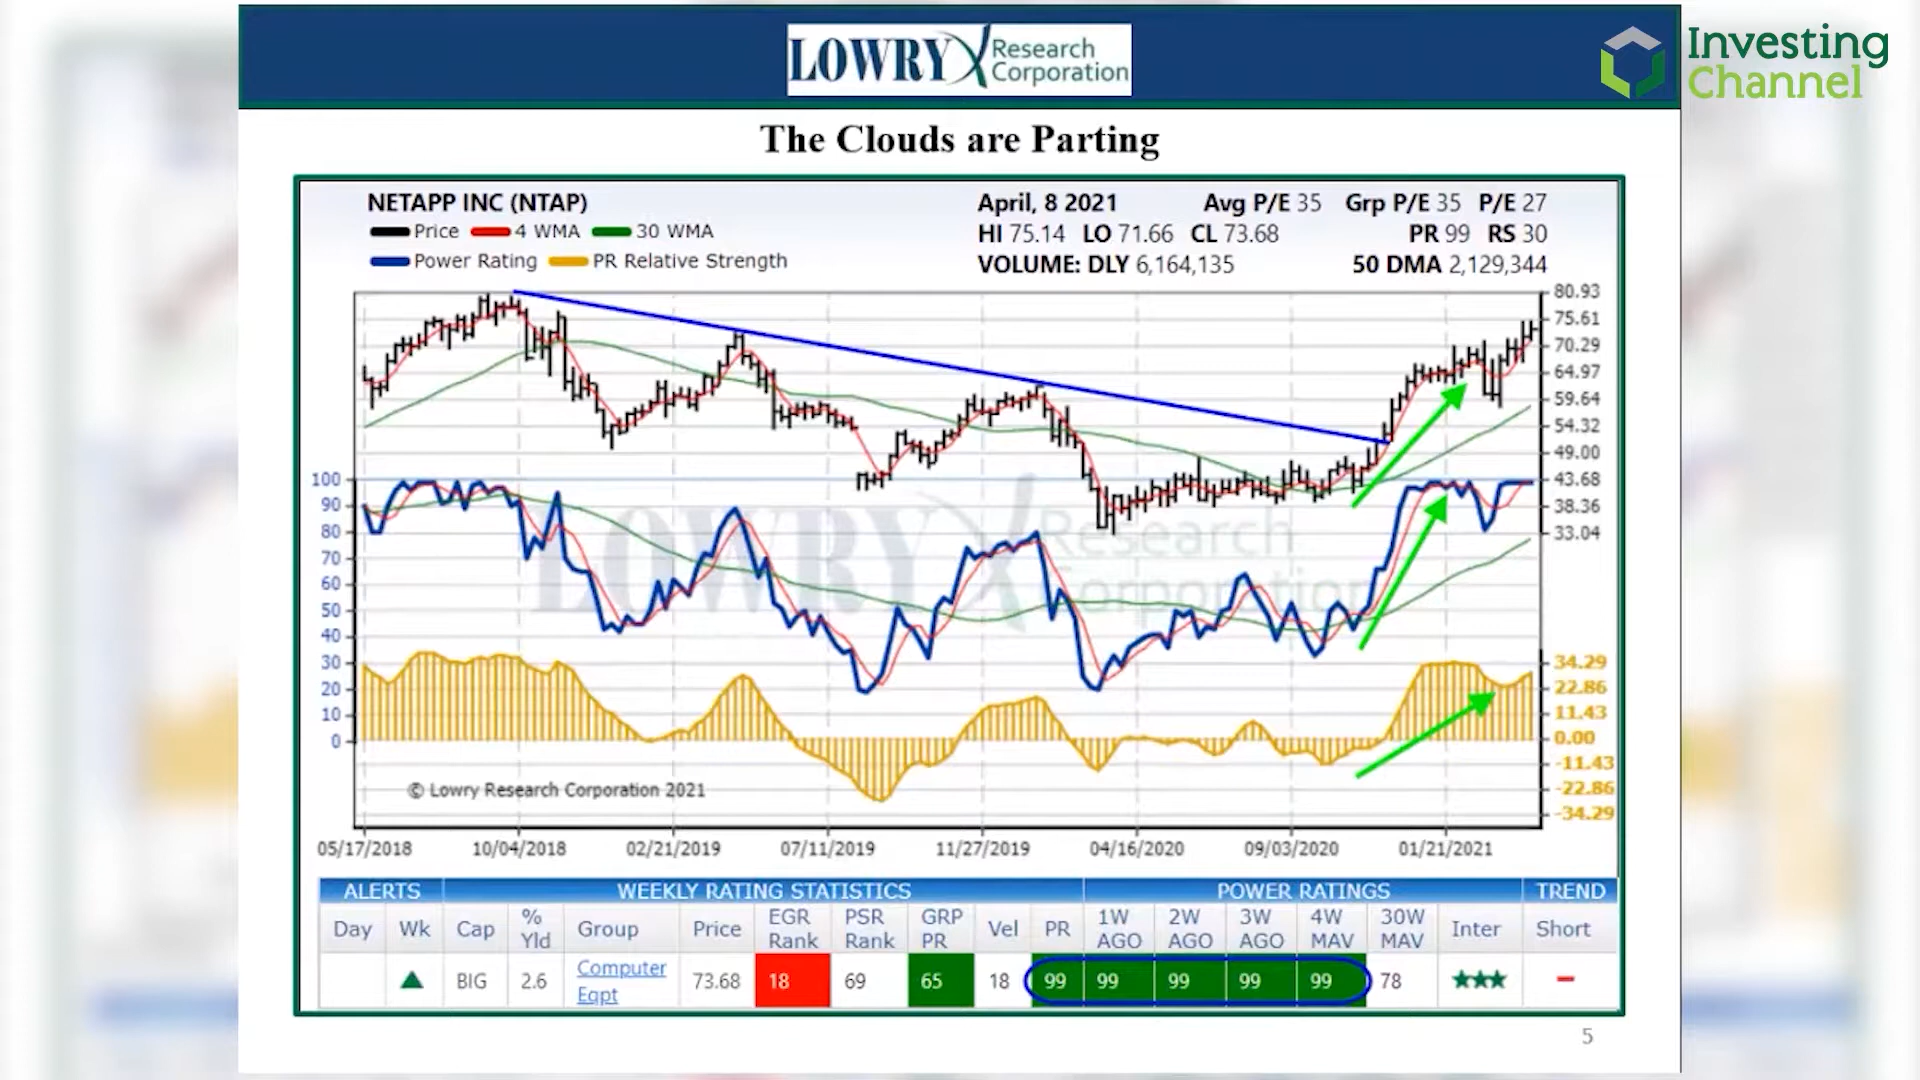 LOWRY Research Corporation
Investing
Channel
The Clouds are Parting
NETAPP INC (NTAP)
April, 8 2021 Avg P/E 35 Grp P/E 35 P/E 27
Price 4 WMA 30 WMA
HI 75.14 LO 71.66 CL 73.68 PR 99 RS 30
Power Rating PR Relative Strength
VOLUME: DLY 6,164,135 50 DMA 2,129,344
80.93
75.61
70.29
64.97
59.64
54.32
49.00
43.68
38.36
33.04
100
90
80
70
60
50
40
30
20
10
0
LOWRY Research Corporation
34.29
22.86
11.43
0.00
-11.43
-22.86
-34.29
© Lowry Research Corporation 2021
05/17/2018 10/04/2018 02/21/2019 07/11/2019 11/27/2019 04/16/2020 09/03/2020 01/21/2021
ALERTS WEEKLY RATING STATISTICS POWER RATINGS TREND
Day Wk Cap % Yld Group Price EGR Rank PSR Rank GRP PR Vel PR 1W AGO 2W AGO 3W AGO 4W MAV 30W MAV Inter Short
BIG 2.6 Computer Eqpt 73.68 18 69 65 18 99 99 99 99 99 78
5